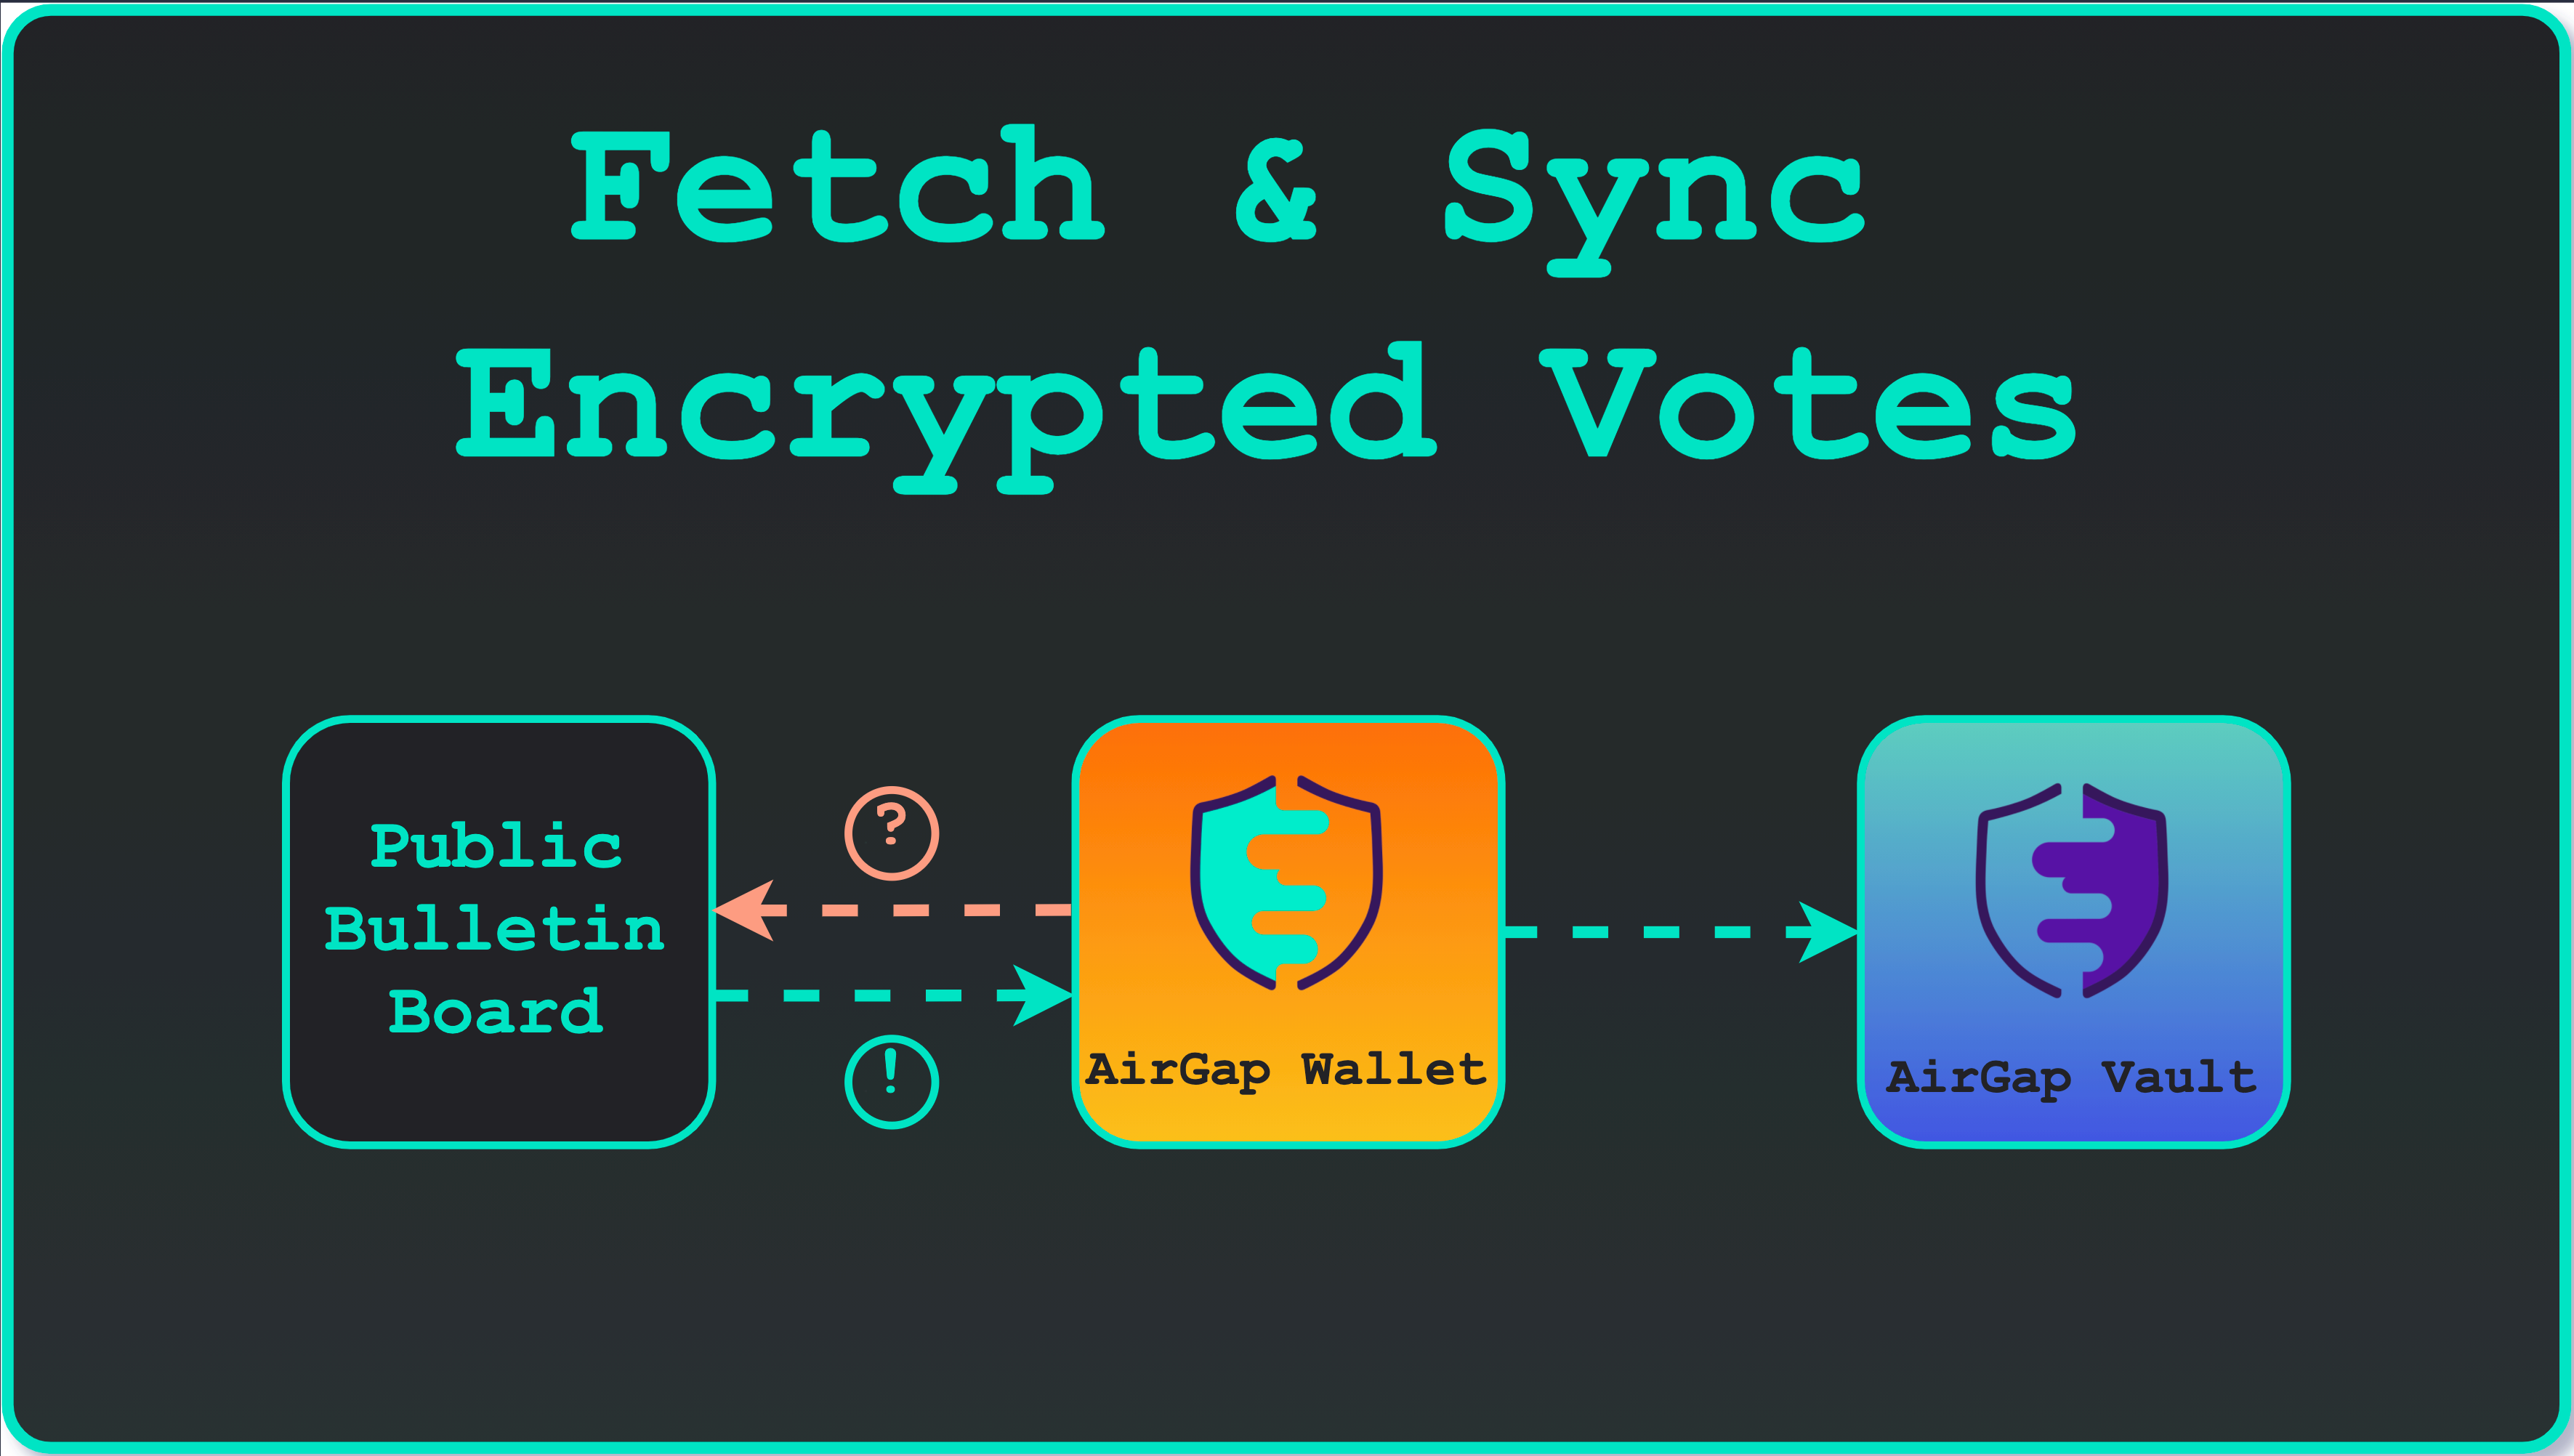 Fetch & Sync
Encrypted Votes
Public
Bulletin
Board
?
!
AirGap Wallet
AirGap Vault